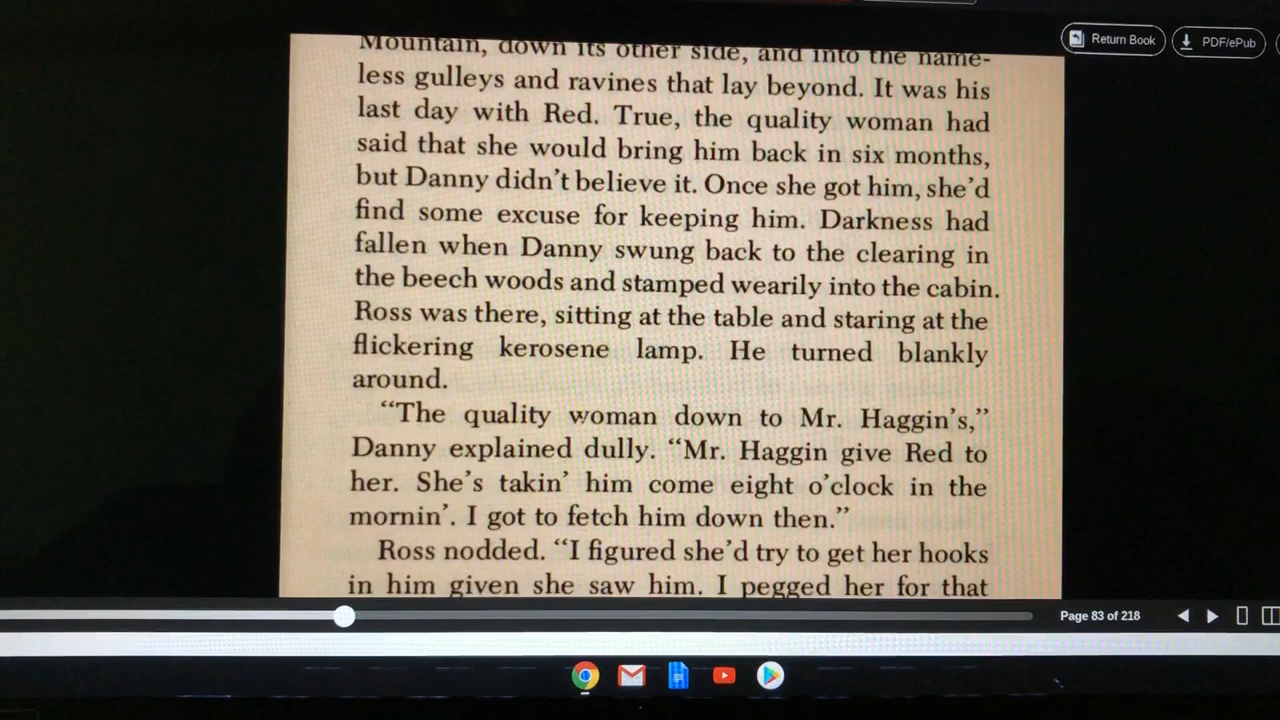 Return Book
PDF/ePub
Mountain, down its other side, and into the name-
less gulleys and ravines that lay beyond. It was his
last day with Red. True, the quality woman had
said that she would bring him back in six months,
but Danny didn't believe it. Once she got him, she'd
find some excuse for keeping him. Darkness had
fallen when Danny swung back to the clearing in
the beech woods and stamped wearily into the cabin.
Ross was there, sitting at the table and staring at the
flickering kerosene lamp. He turned blankly
around.
“The quality woman down to Mr. Haggin's,”
Danny explained dully. “Mr. Haggin give Red to
her. She's takin' him come eight o'clock in the
mornin'. I got to fetch him down then.”
Ross nodded. “I figured she'd try to get her hooks
in him given she saw him. I pegged her for that
Page 83 of 218